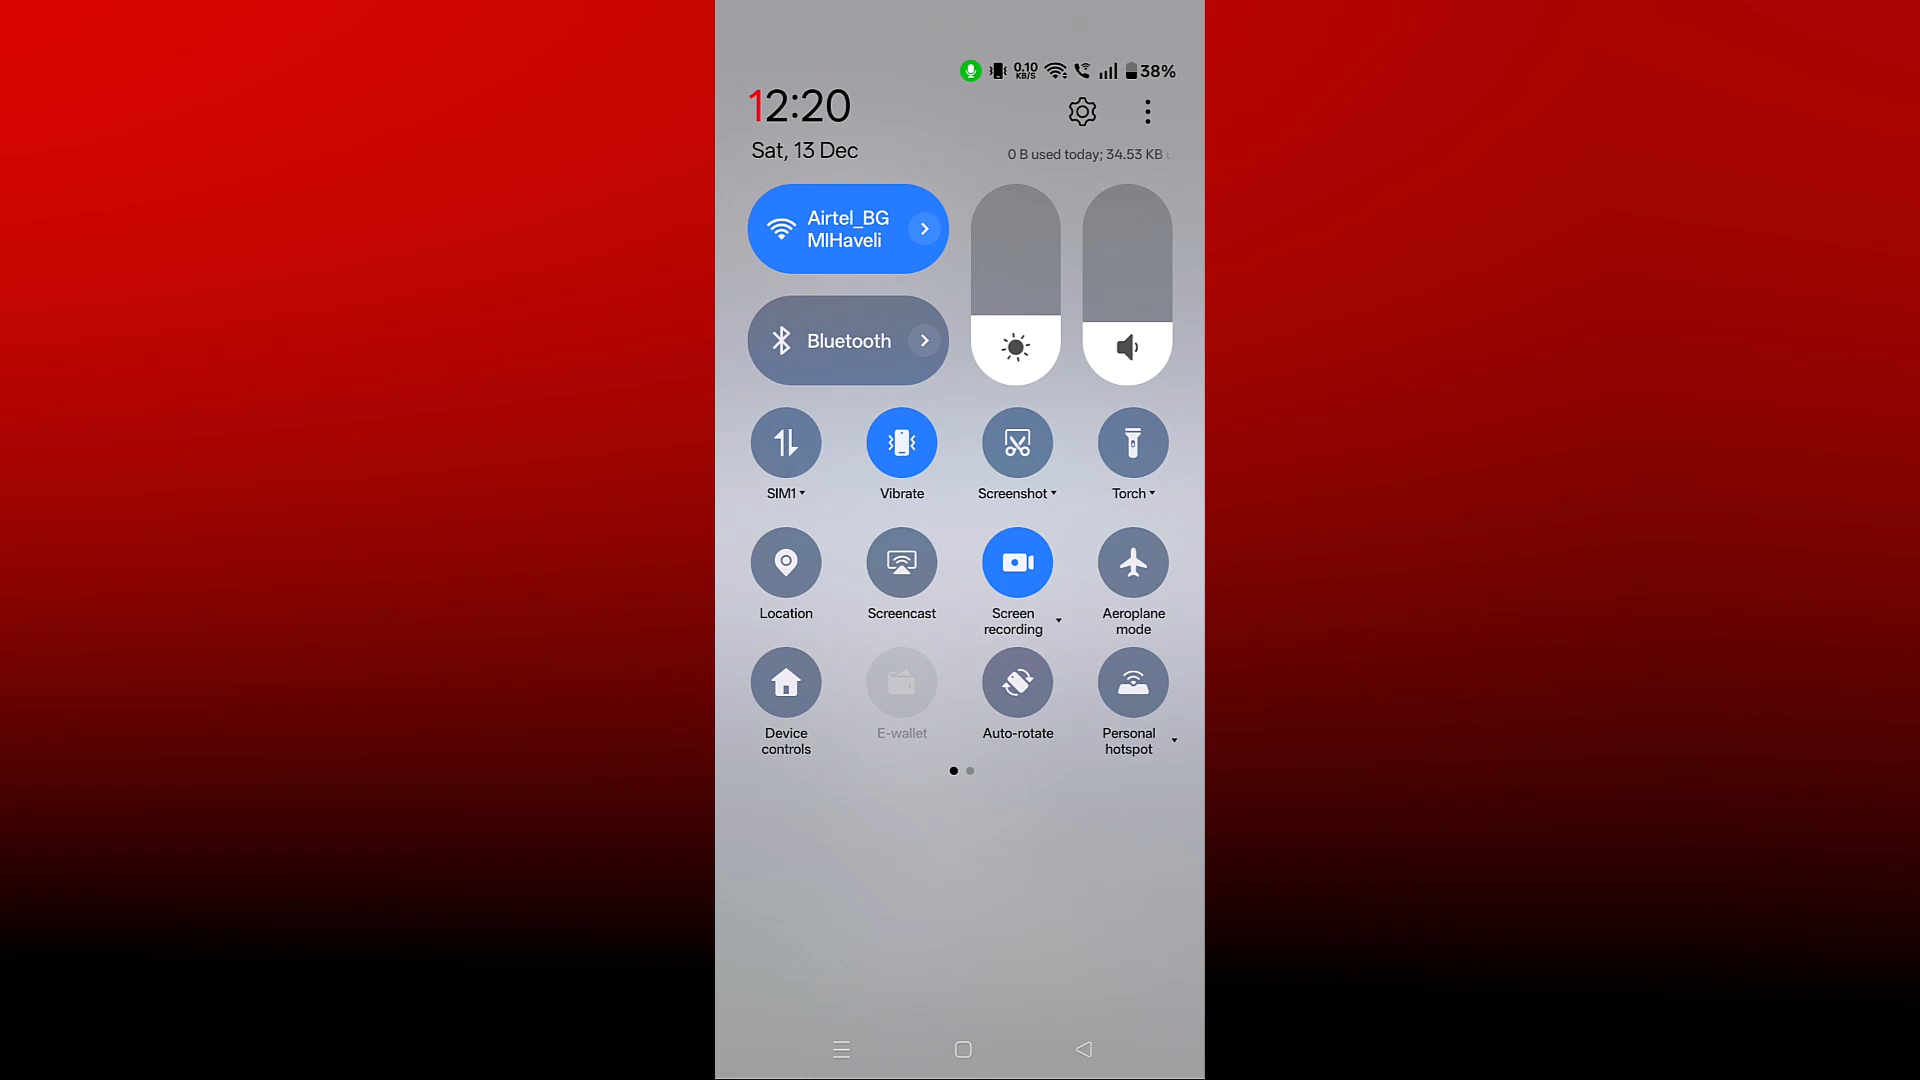 0.10
KB/S
38%
12:20
Sat, 13 Dec
0 B used today; 34.53 KB
Airtel_BG
MIHaveli
Bluetooth
SIM1
Vibrate
Screenshot
Torch
Location
Screencast
Screen
recording
Aeroplane
mode
Device
controls
E-wallet
Auto-rotate
Personal
hotspot